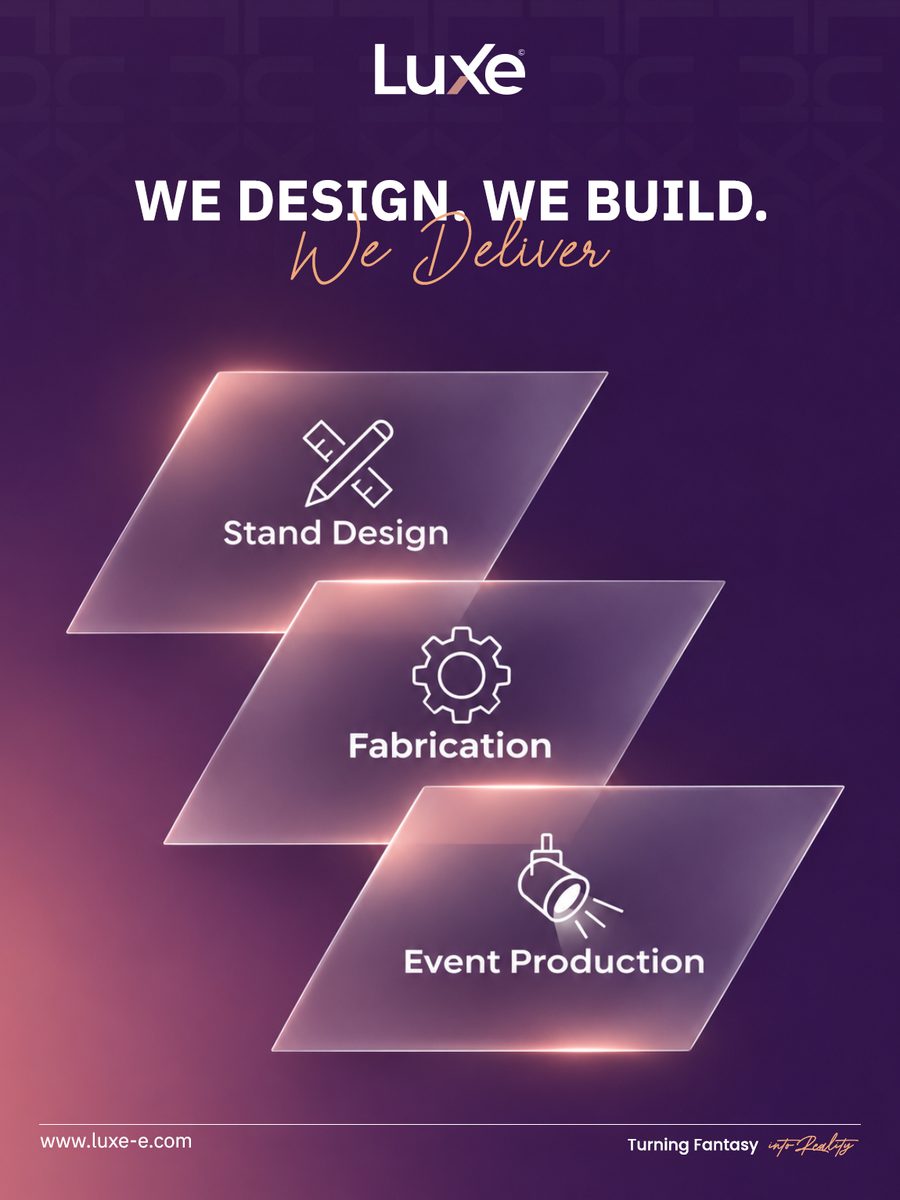 Luxe©
WE DESIGN. WE BUILD.
We Deliver
Stand Design
Fabrication
Event Production
www.luxe-e.com
Turning Fantasy into Reality